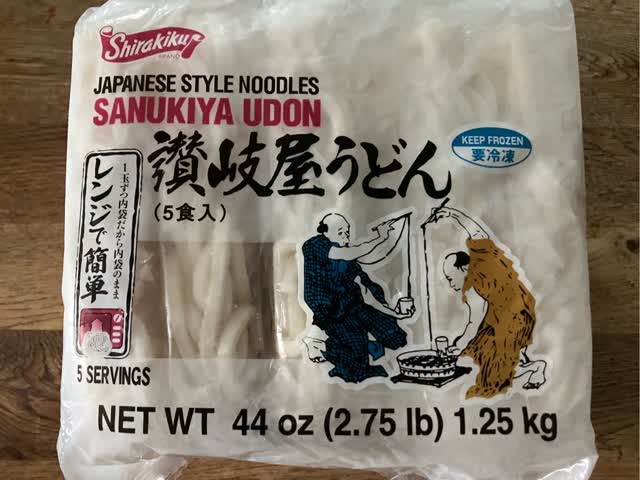 Shirakiku
BRAND
JAPANESE STYLE NOODLES
SANUKIYA UDON
讃岐屋うどん
(5食入)
KEEP FROZEN
要冷凍
1玉ずつ内袋だから内袋のまま
レンジで簡単
5 SERVINGS
NET WT 44 oz (2.75 lb) 1.25 kg